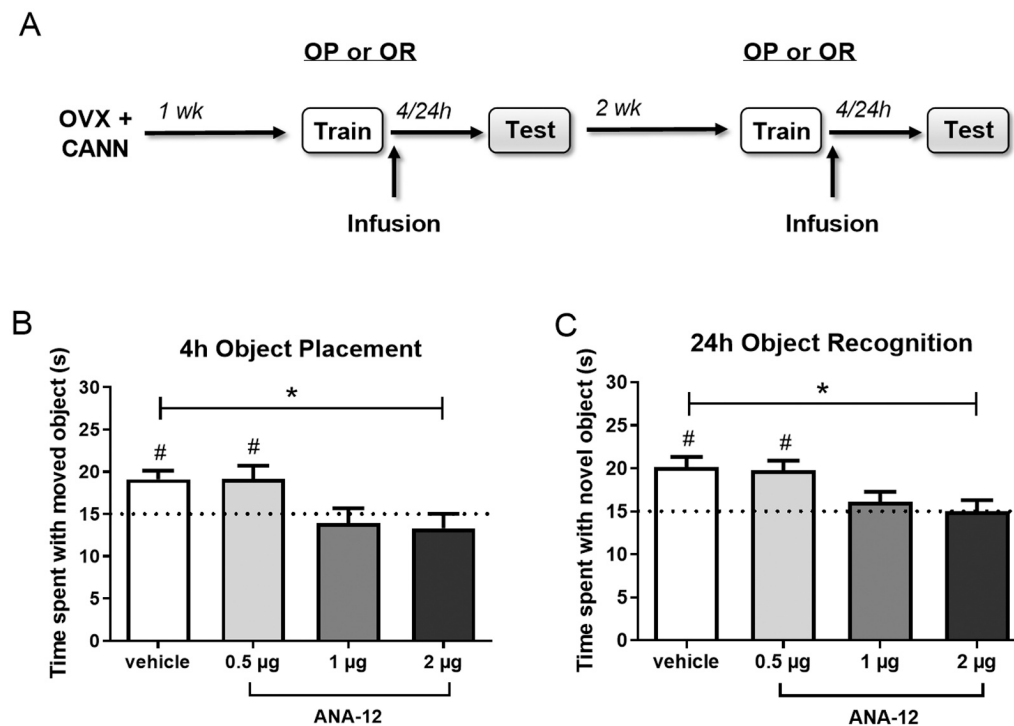 A
OP or OR
OP or OR
OVX +
CANN
1 wk
Train
4/24h
Test
2 wk
Train
4/24h
Test
Infusion
Infusion
B
4h Object Placement
Time spent with moved object (s)
30
25
20
15
10
5
0
*
#
#
vehicle
0.5 µg
1 µg
2 µg
ANA-12
C
24h Object Recognition
Time spent with novel object (s)
30
25
20
15
10
5
0
*
#
#
vehicle
0.5 µg
1 µg
2 µg
ANA-12